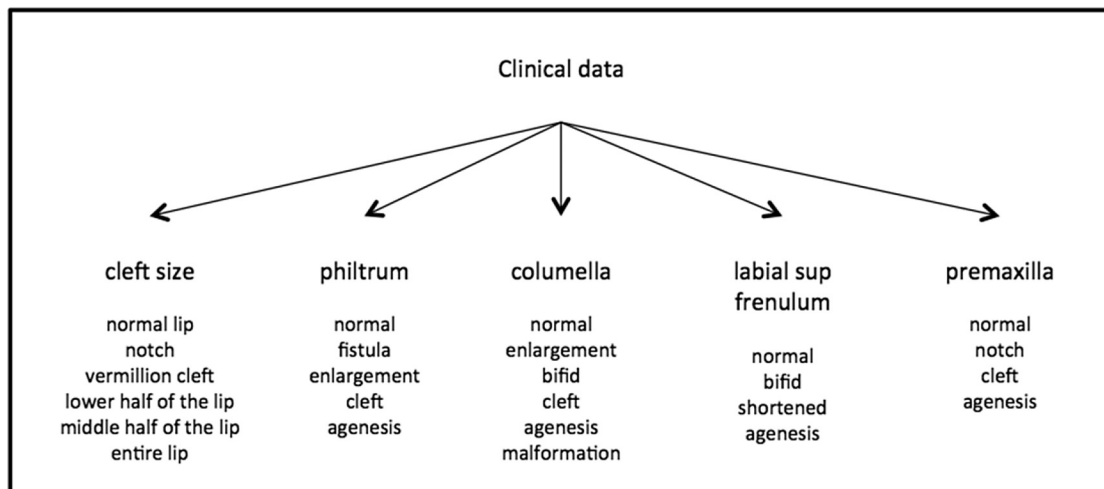 Clinical data
cleft size
normal lip
notch
vermillion cleft
lower half of the lip
middle half of the lip
entire lip
philtrum
normal
fistula
enlargement
cleft
agenesis
columella
normal
enlargement
bifid
cleft
agenesis
malformation
labial sup
frenulum
normal
bifid
shortened
agenesis
premaxilla
normal
notch
cleft
agenesis